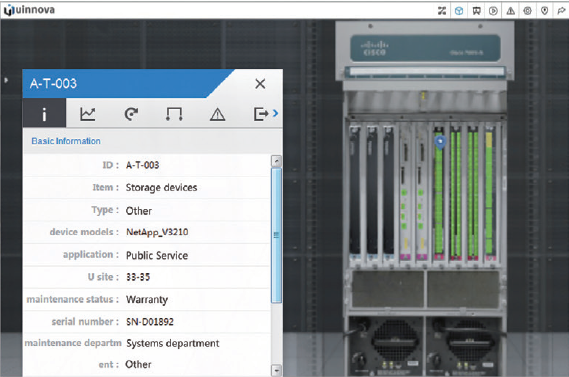 uinnova
A-T-003
Basic Information
ID : A-T-003
Item : Storage devices
Type : Other
device models : NetApp_V3210
application : Public Service
U site : 33-35
maintenance status : Warranty
serial number : SN-D01892
maintenance departm Systems department
ent : Other
CISCO